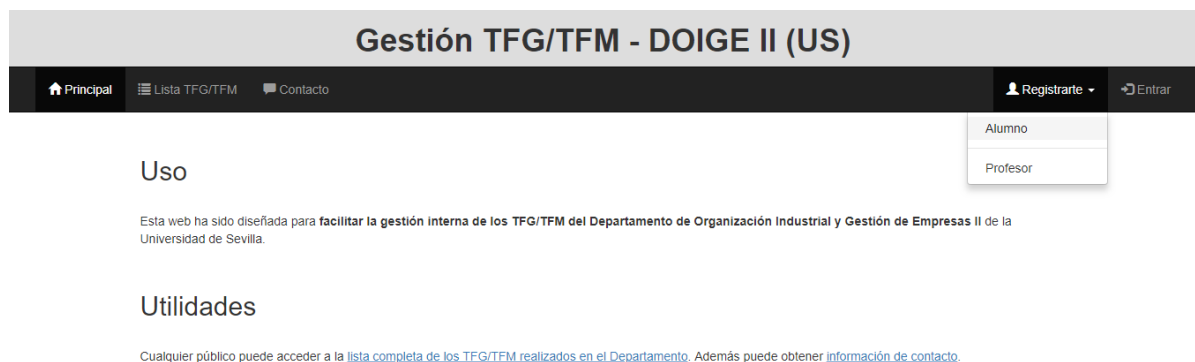 Gestión TFG/TFM - DOIGE II (US)
Principal Lista TFG/TFM Contacto Registrarte Entrar
Alumno
Profesor
Uso
Esta web ha sido diseñada para facilitar la gestión interna de los TFG/TFM del Departamento de Organización Industrial y Gestión de Empresas II de la
Universidad de Sevilla.
Utilidades
Cualquier público puede acceder a la lista completa de los TFG/TFM realizados en el Departamento. Además puede obtener información de contacto.